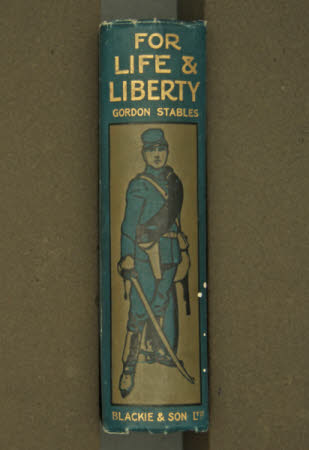 FOR
LIFE &
LIBERTY
GORDON STABLES
BLACKIE & SON LTD